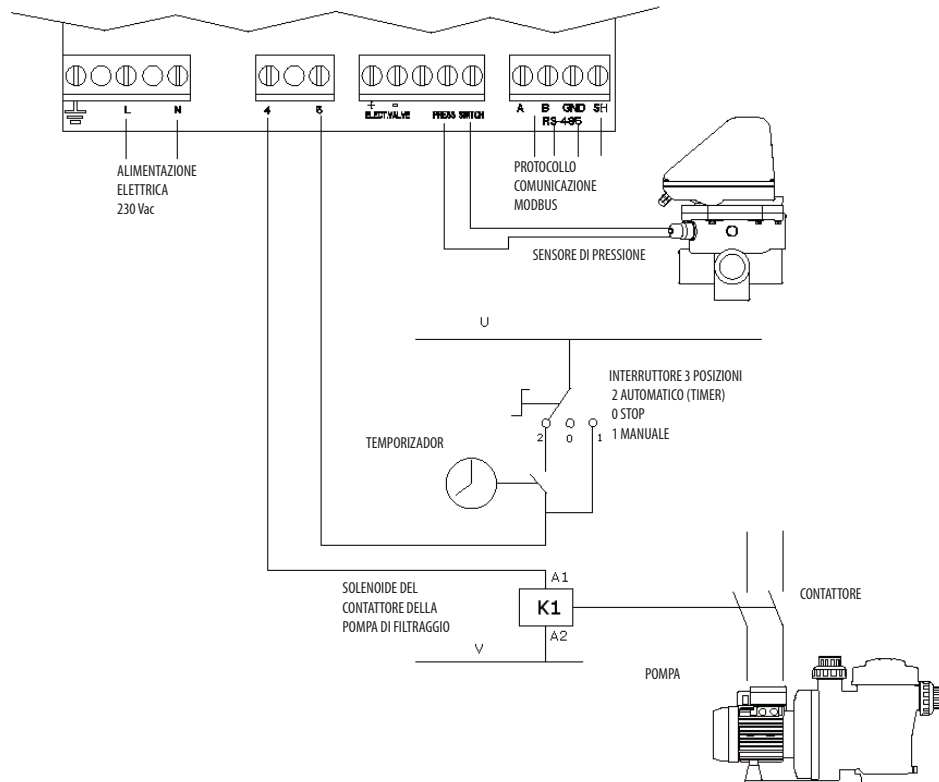 L N 4 5 + - ELECT.VALVE PRESS SWITCH A B GND SH
RS-485
ALIMENTAZIONE
ELETTRICA
230 Vac
PROTOCOLLO
COMUNICAZIONE
MODBUS
SENSORE DI PRESSIONE
U
INTERRUTTORE 3 POSIZIONI
2 AUTOMATICO (TIMER)
0 STOP
1 MANUALE
2 0 1
TEMPORIZADOR
A1
SOLENOIDE DEL
CONTATTORE DELLA
POMPA DI FILTRAGGIO
K1
A2
V
CONTATTORE
POMPA